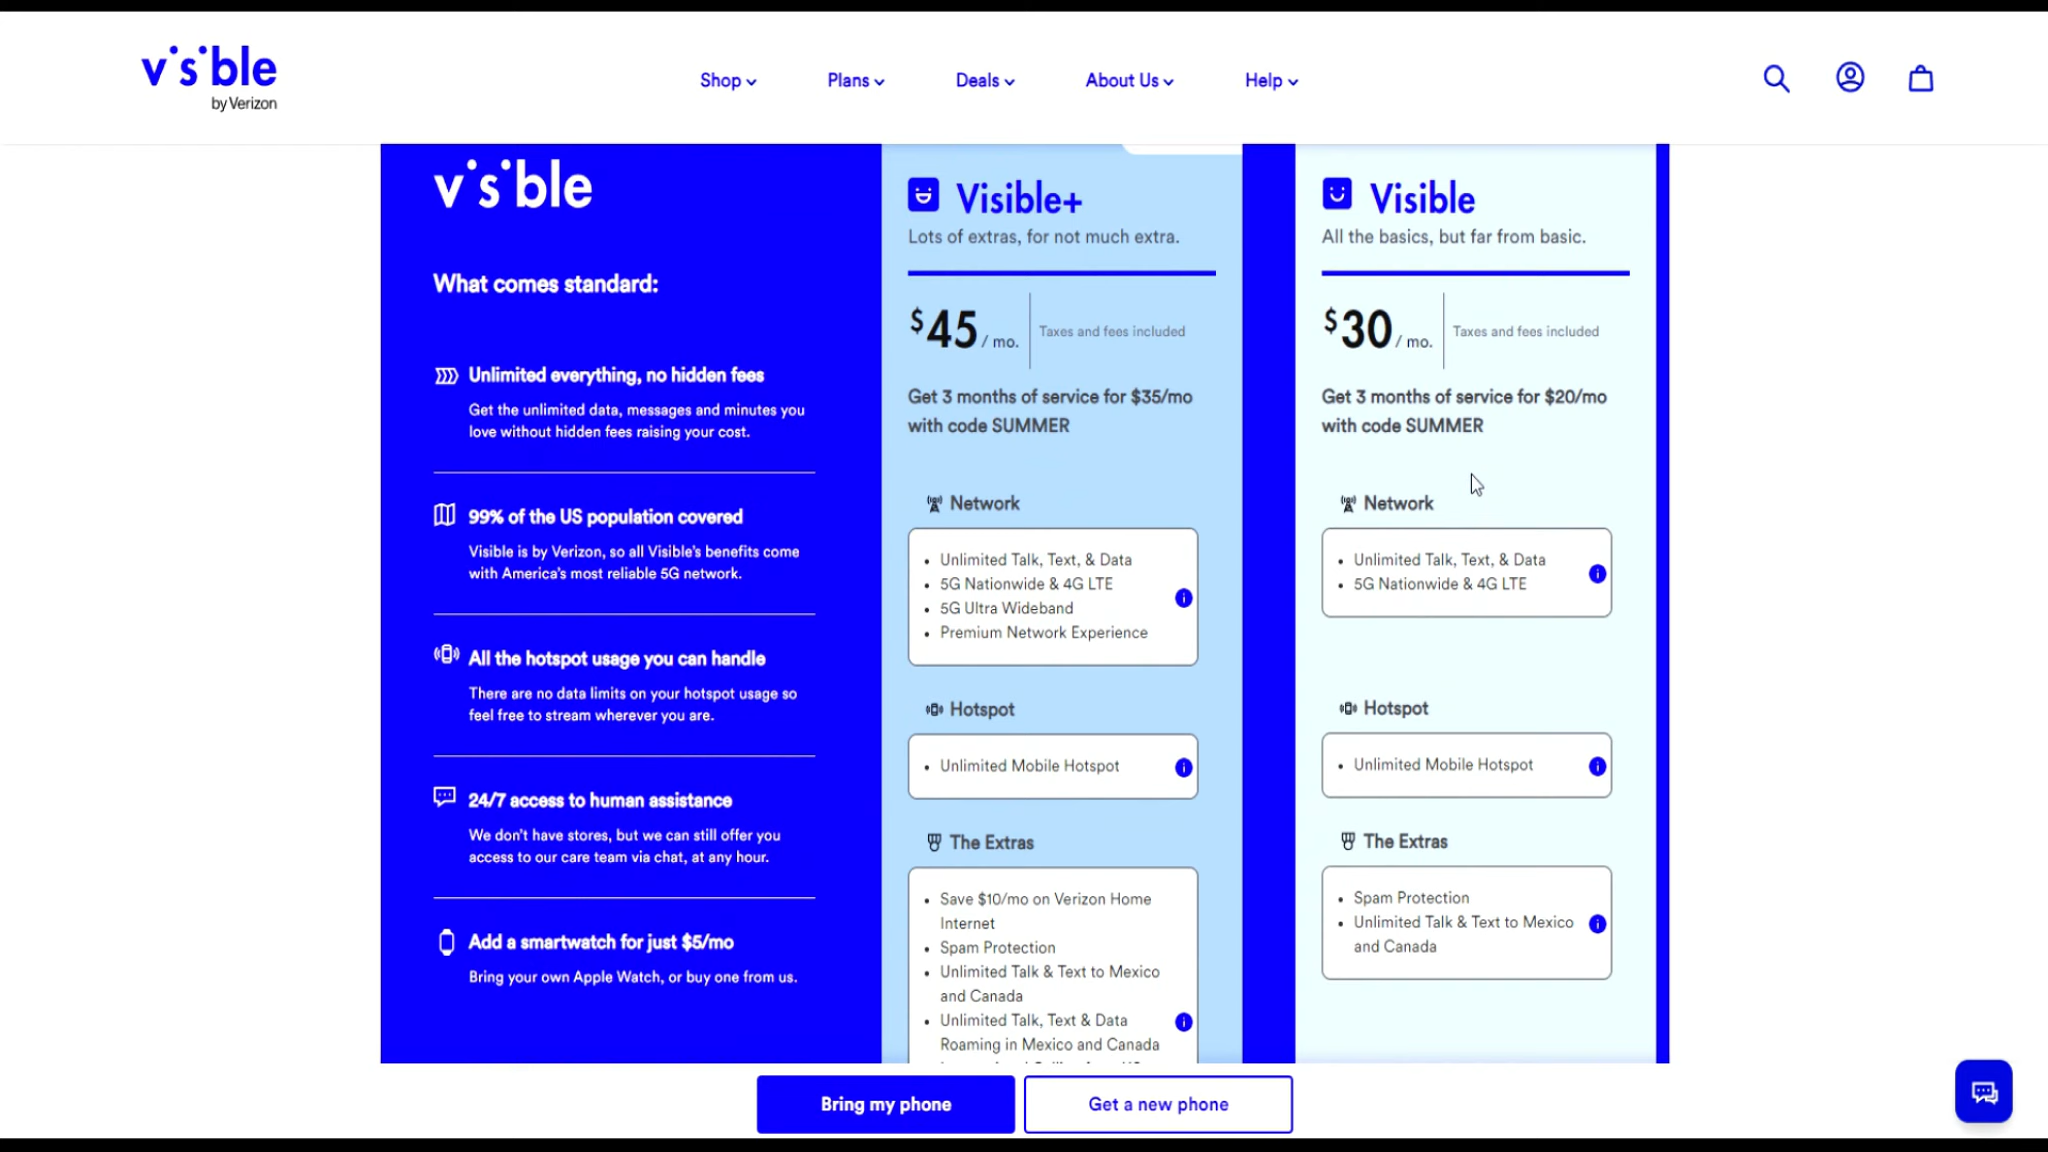 visible
by Verizon
Shop
Plans
Deals
About Us
Help
visible
What comes standard:
Unlimited everything, no hidden fees
Get the unlimited data, messages and minutes you
love without hidden fees raising your cost.
99% of the US population covered
Visible is by Verizon, so all Visible's benefits come
with America's most reliable 5G network.
All the hotspot usage you can handle
There are no data limits on your hotspot usage so
feel free to stream wherever you are.
24/7 access to human assistance
We don't have stores, but we can still offer you
access to our care team via chat, at any hour.
Add a smartwatch for just $5/mo
Bring your own Apple Watch, or buy one from us.
Visible+
Lots of extras, for not much extra.
$45/ mo.
Taxes and fees included
Get 3 months of service for $35/mo
with code SUMMER
Network
• Unlimited Talk, Text, & Data
• 5G Nationwide & 4G LTE
• 5G Ultra Wideband
• Premium Network Experience
Hotspot
• Unlimited Mobile Hotspot
The Extras
• Save $10/mo on Verizon Home
Internet
• Spam Protection
• Unlimited Talk & Text to Mexico
and Canada
• Unlimited Talk, Text & Data
Roaming in Mexico and Canada
Visible
All the basics, but far from basic.
$30/ mo.
Taxes and fees included
Get 3 months of service for $20/mo
with code SUMMER
Network
• Unlimited Talk, Text, & Data
• 5G Nationwide & 4G LTE
Hotspot
• Unlimited Mobile Hotspot
The Extras
• Spam Protection
• Unlimited Talk & Text to Mexico
and Canada
Bring my phone
Get a new phone